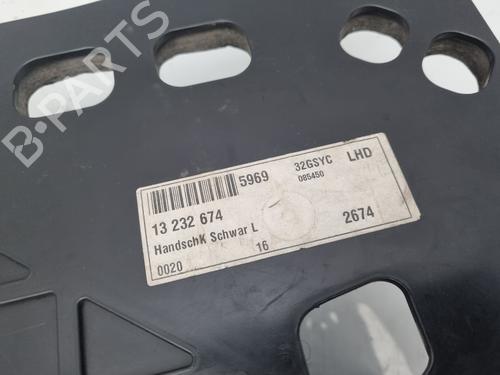 B-PARTS
5969 32GSYC LHD
085450
13 232 674
HandschK Schwar L 2674
0020 16